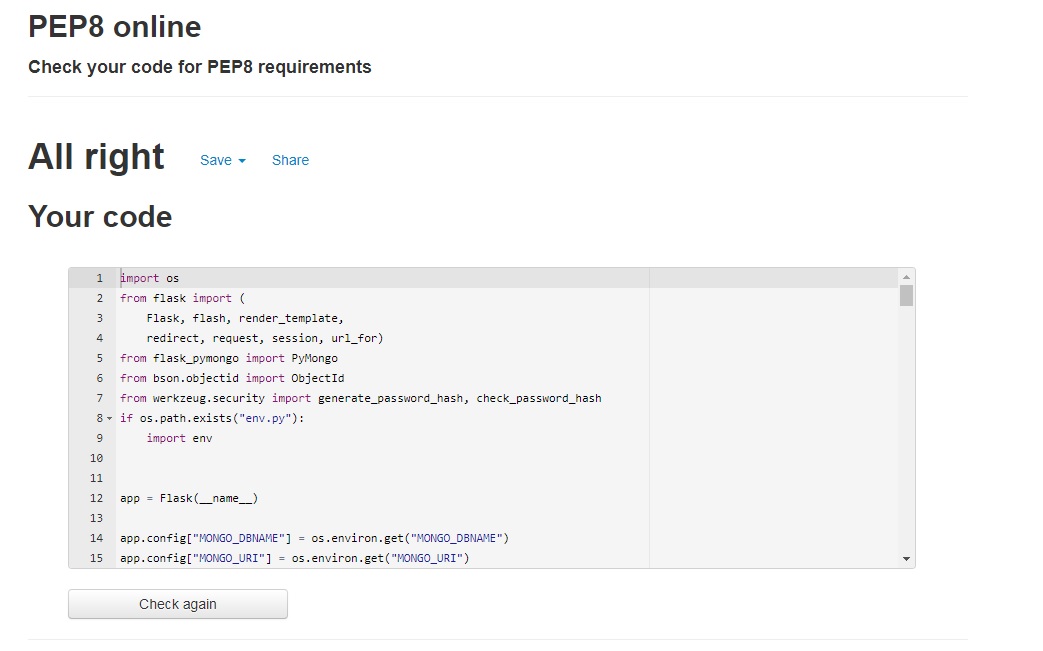 PEP8 online
Check your code for PEP8 requirements
All right Save Share
Your code
1 import os
2 from flask import (
3     Flask, flash, render_template,
4     redirect, request, session, url_for)
5 from flask_pymongo import PyMongo
6 from bson.objectid import ObjectId
7 from werkzeug.security import generate_password_hash, check_password_hash
8 if os.path.exists("env.py"):
9     import env
10
11
12 app = Flask(__name__)
13
14 app.config["MONGO_DBNAME"] = os.environ.get("MONGO_DBNAME")
15 app.config["MONGO_URI"] = os.environ.get("MONGO_URI")
Check again